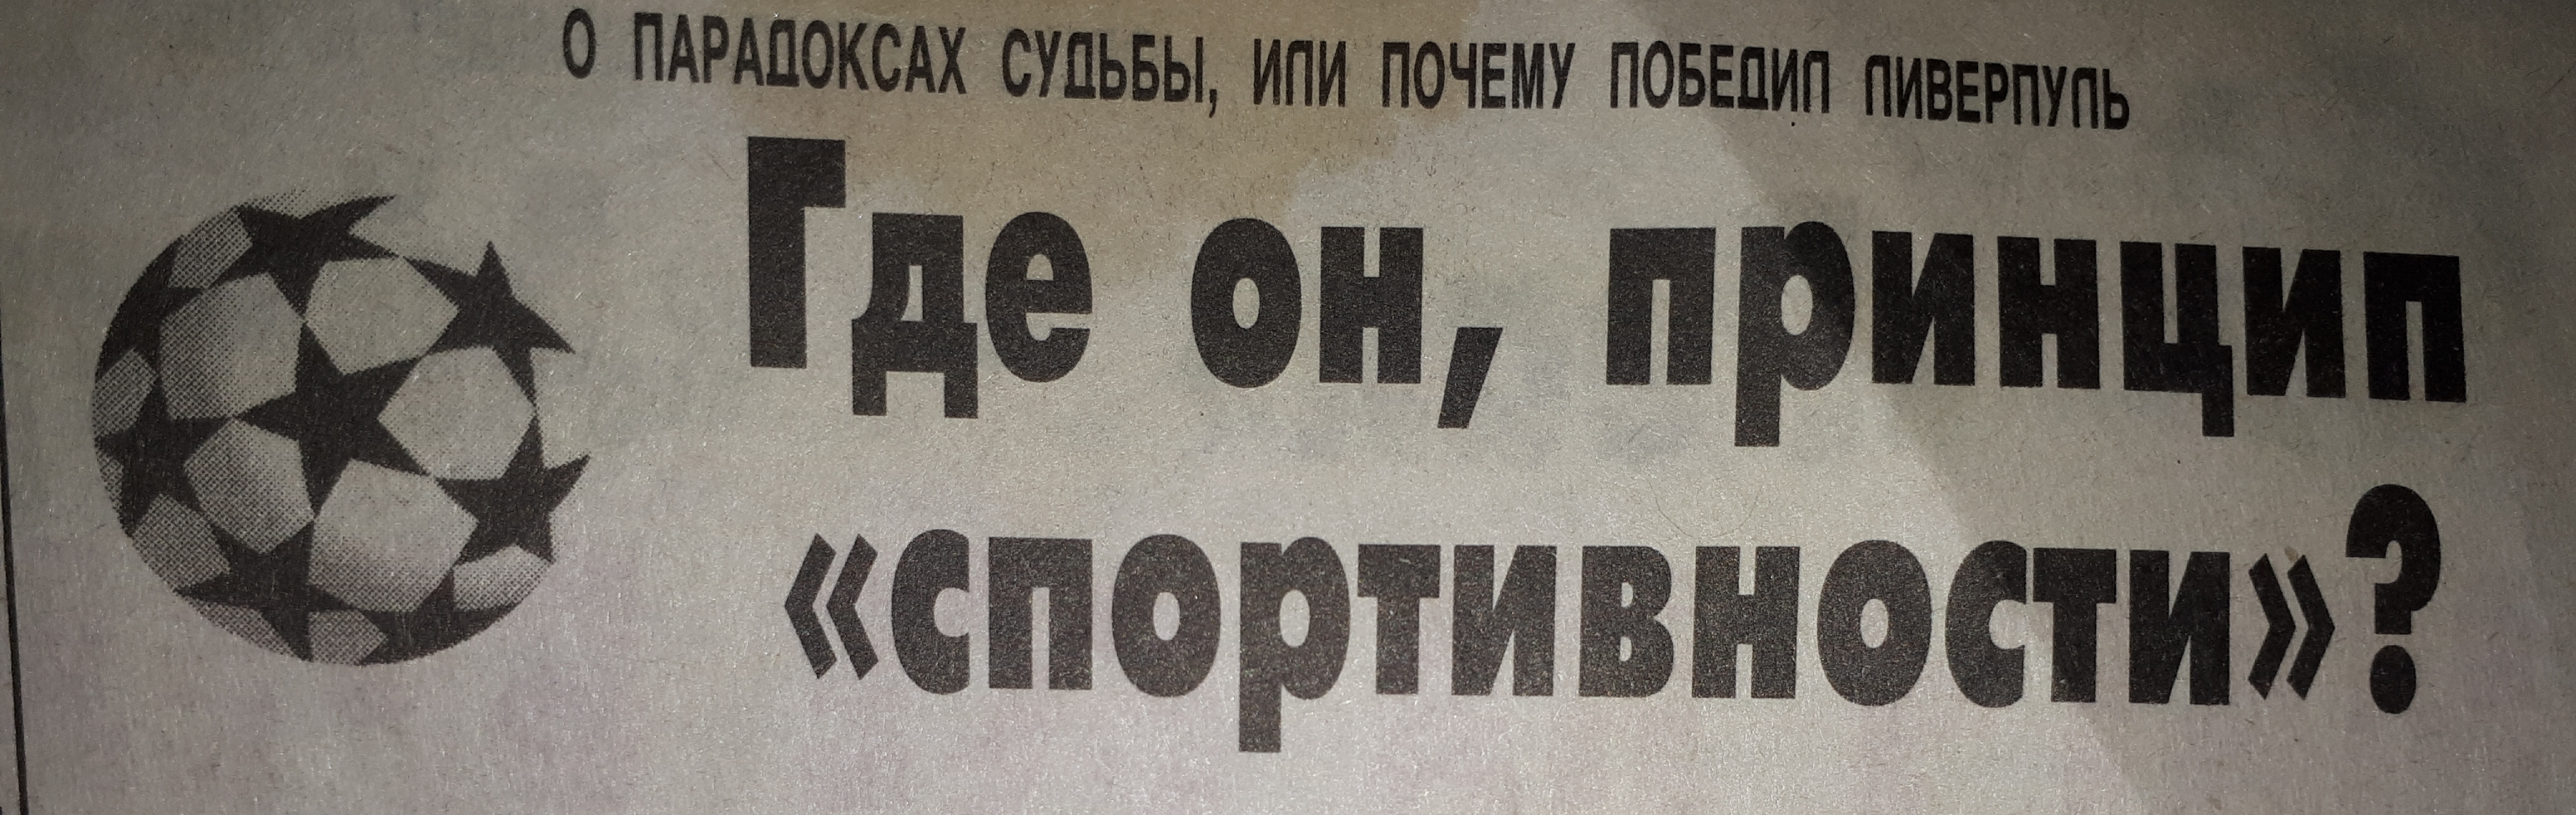 О ПАРАДОКСАХ СУДЬБЫ, ИЛИ ПОЧЕМУ ПОБЕДИЛ ЛИВЕРПУЛЬ
Где он, принцип
«спортивности»?